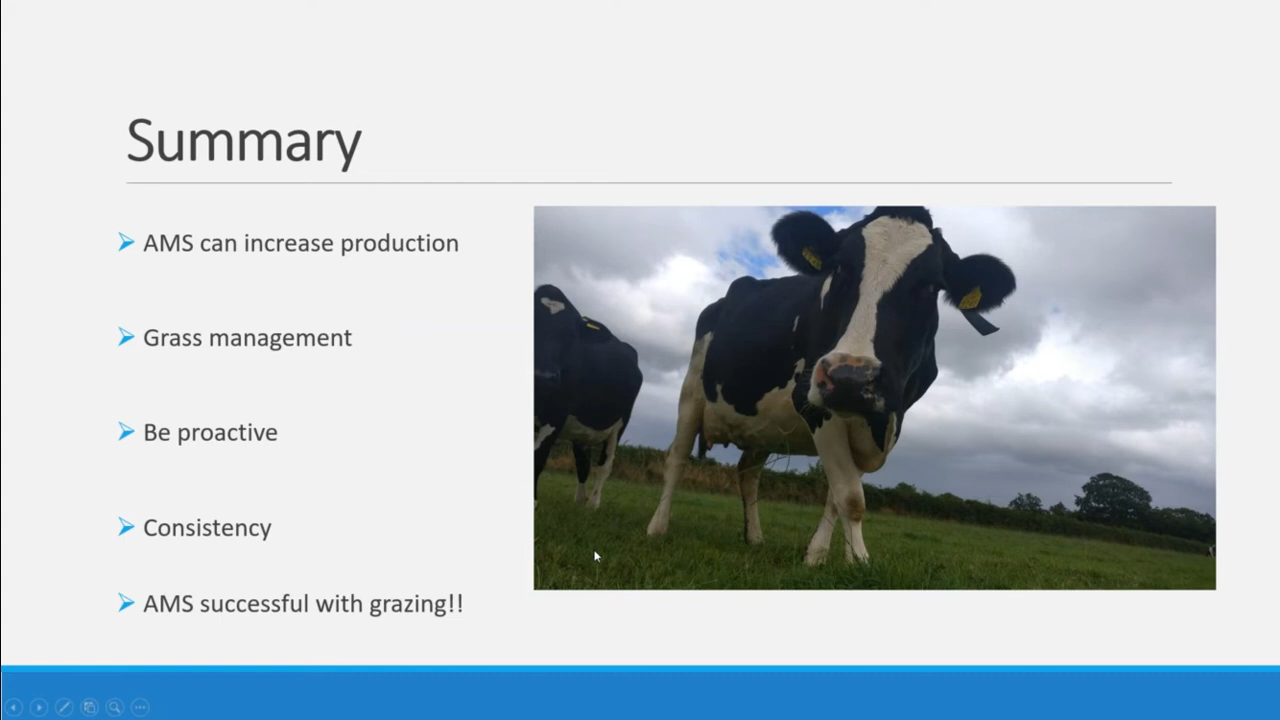 Summary
AMS can increase production
Grass management
Be proactive
Consistency
AMS successful with grazing!!